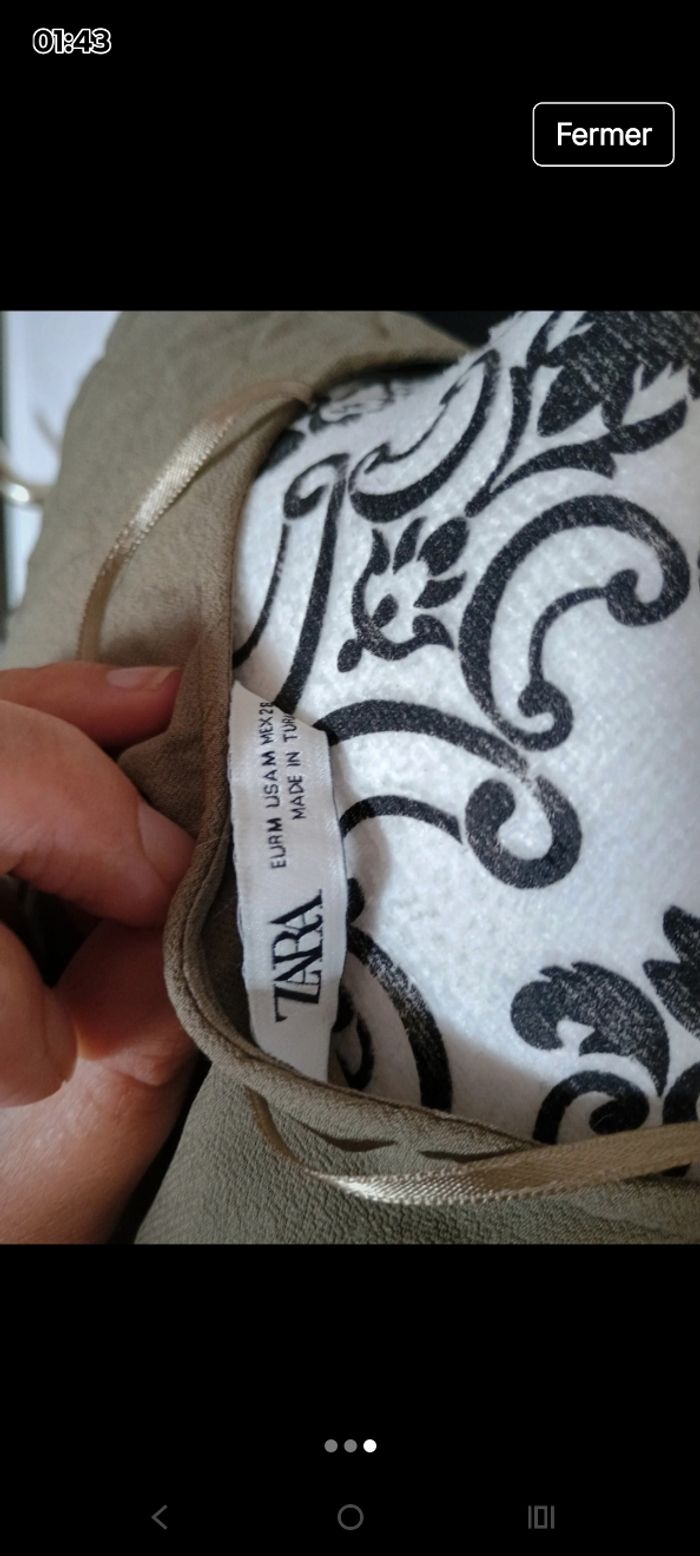 01:43
Fermer
ZARA
EUR M USA M MEX 28
MADE IN TUR